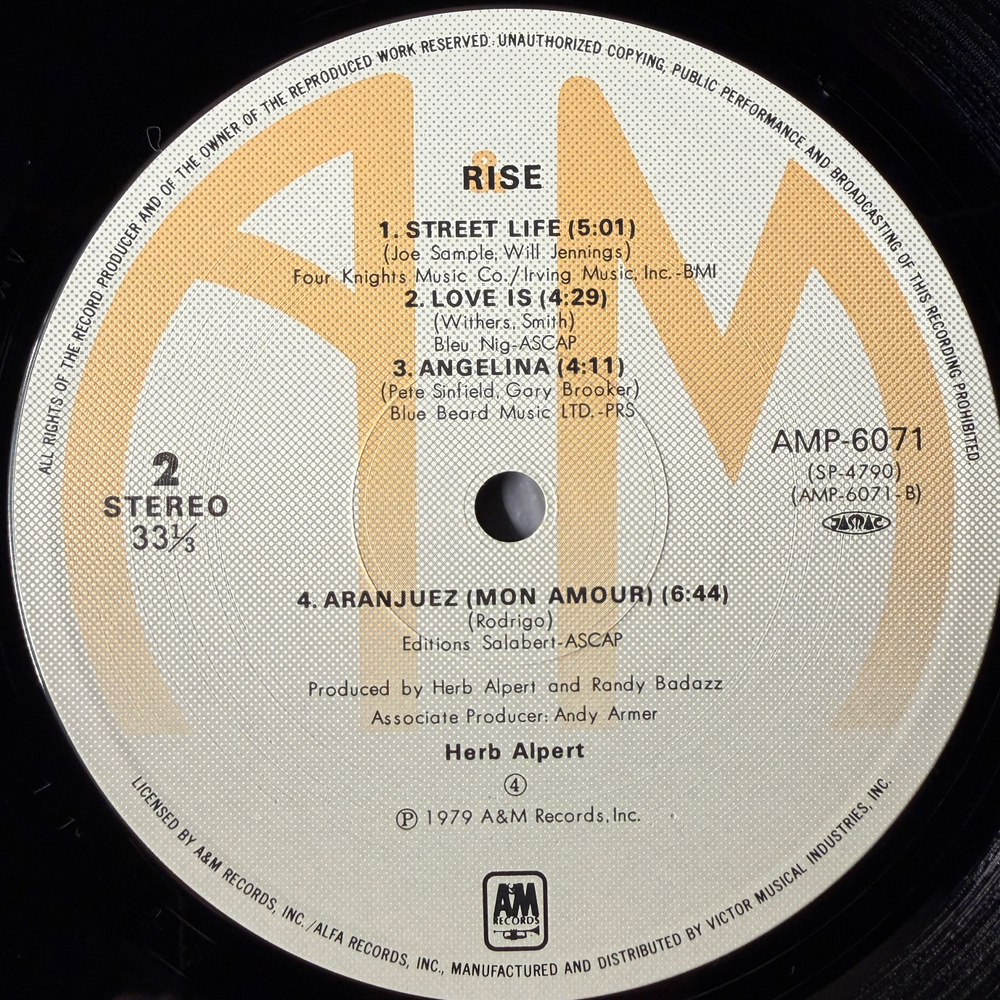 ALL RIGHTS OF THE RECORD PRODUCER AND OF THE OWNER OF THE REPRODUCED WORK RESERVED. UNAUTHORIZED COPYING, PUBLIC PERFORMANCE AND BROADCASTING OF THIS RECORDING PROHIBITED
RISE
1. STREET LIFE (5:01)
(Joe Sample, Will Jennings)
Four Knights Music Co./Irving Music, Inc.-BMI
2. LOVE IS (4:29)
(Withers, Smith)
Bleu Nig-ASCAP
3. ANGELINA (4:11)
(Pete Sinfield, Gary Brooker)
Blue Beard Music LTD.-PRS
2
STEREO
33⅓
AMP-6071
(SP-4790)
(AMP-6071-B)
JASRAC
4. ARANJUEZ (MON AMOUR) (6:44)
(Rodrigo)
Editions Salabert-ASCAP
Produced by Herb Alpert and Randy Badazz
Associate Producer: Andy Armer
Herb Alpert
④
Ⓟ 1979 A&M Records, Inc.
A&M
RECORDS
LICENSED BY A&M RECORDS, INC./ALFA RECORDS, INC., MANUFACTURED AND DISTRIBUTED BY VICTOR MUSICAL INDUSTRIES, INC.